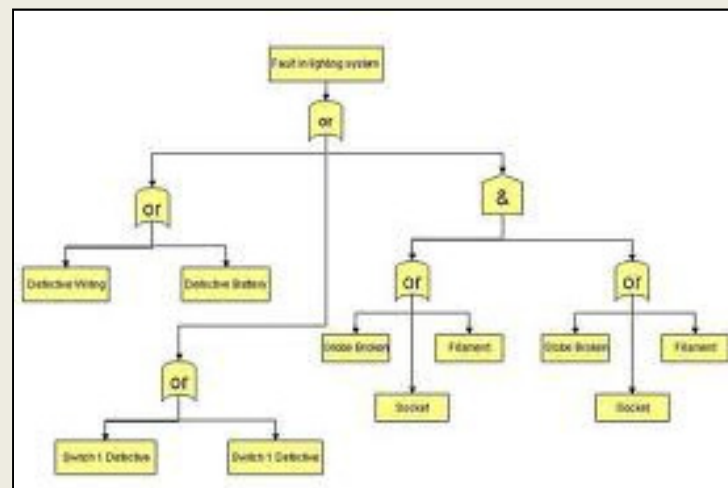 Fault in lighting system
or
or
&
Defective Wiring
Defective Battery
or
or
Globe Broken
Filament
Globe Broken
Filament
or
Socket
Socket
Switch 1 Defective
Switch 1 Defective